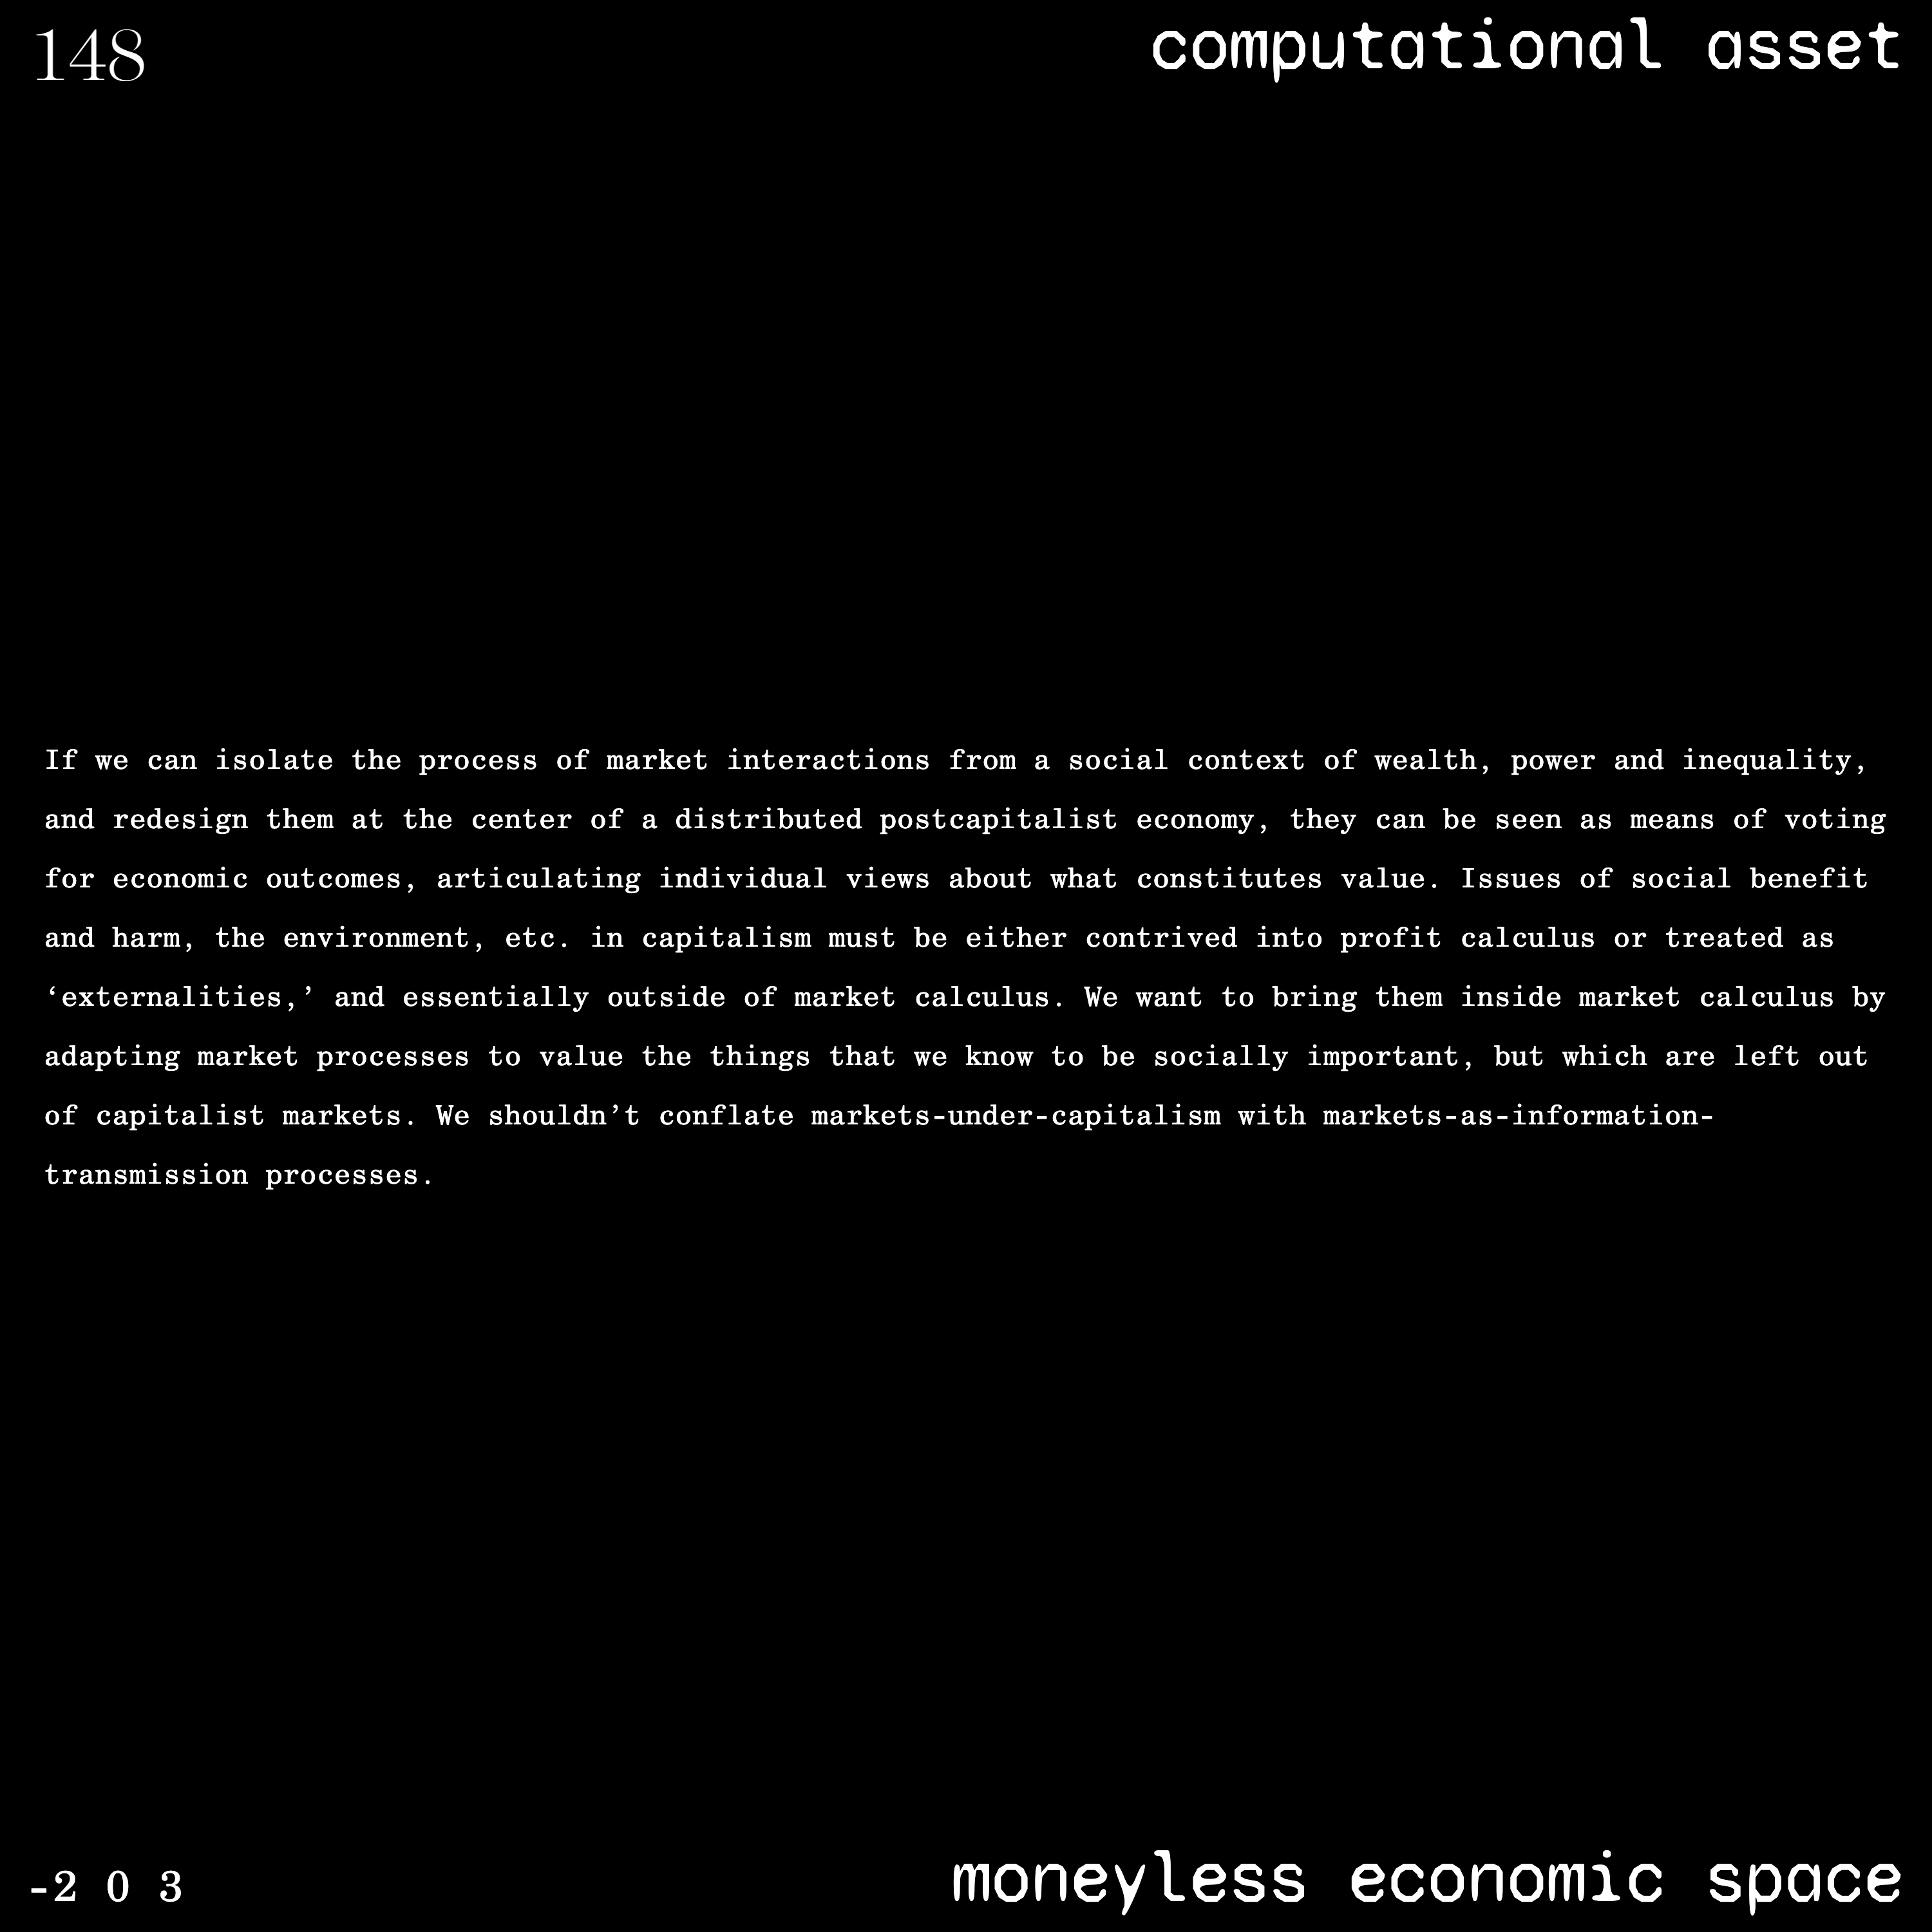 148
computational asset
If we can isolate the process of market interactions from a social context of wealth, power and inequality,
and redesign them at the center of a distributed postcapitalist economy, they can be seen as means of voting
for economic outcomes, articulating individual views about what constitutes value. Issues of social benefit
and harm, the environment, etc. in capitalism must be either contrived into profit calculus or treated as
‘externalities,’ and essentially outside of market calculus. We want to bring them inside market calculus by
adapting market processes to value the things that we know to be socially important, but which are left out
of capitalist markets. We shouldn’t conflate markets-under-capitalism with markets-as-information-
transmission processes.
-2 0 3
moneyless economic space